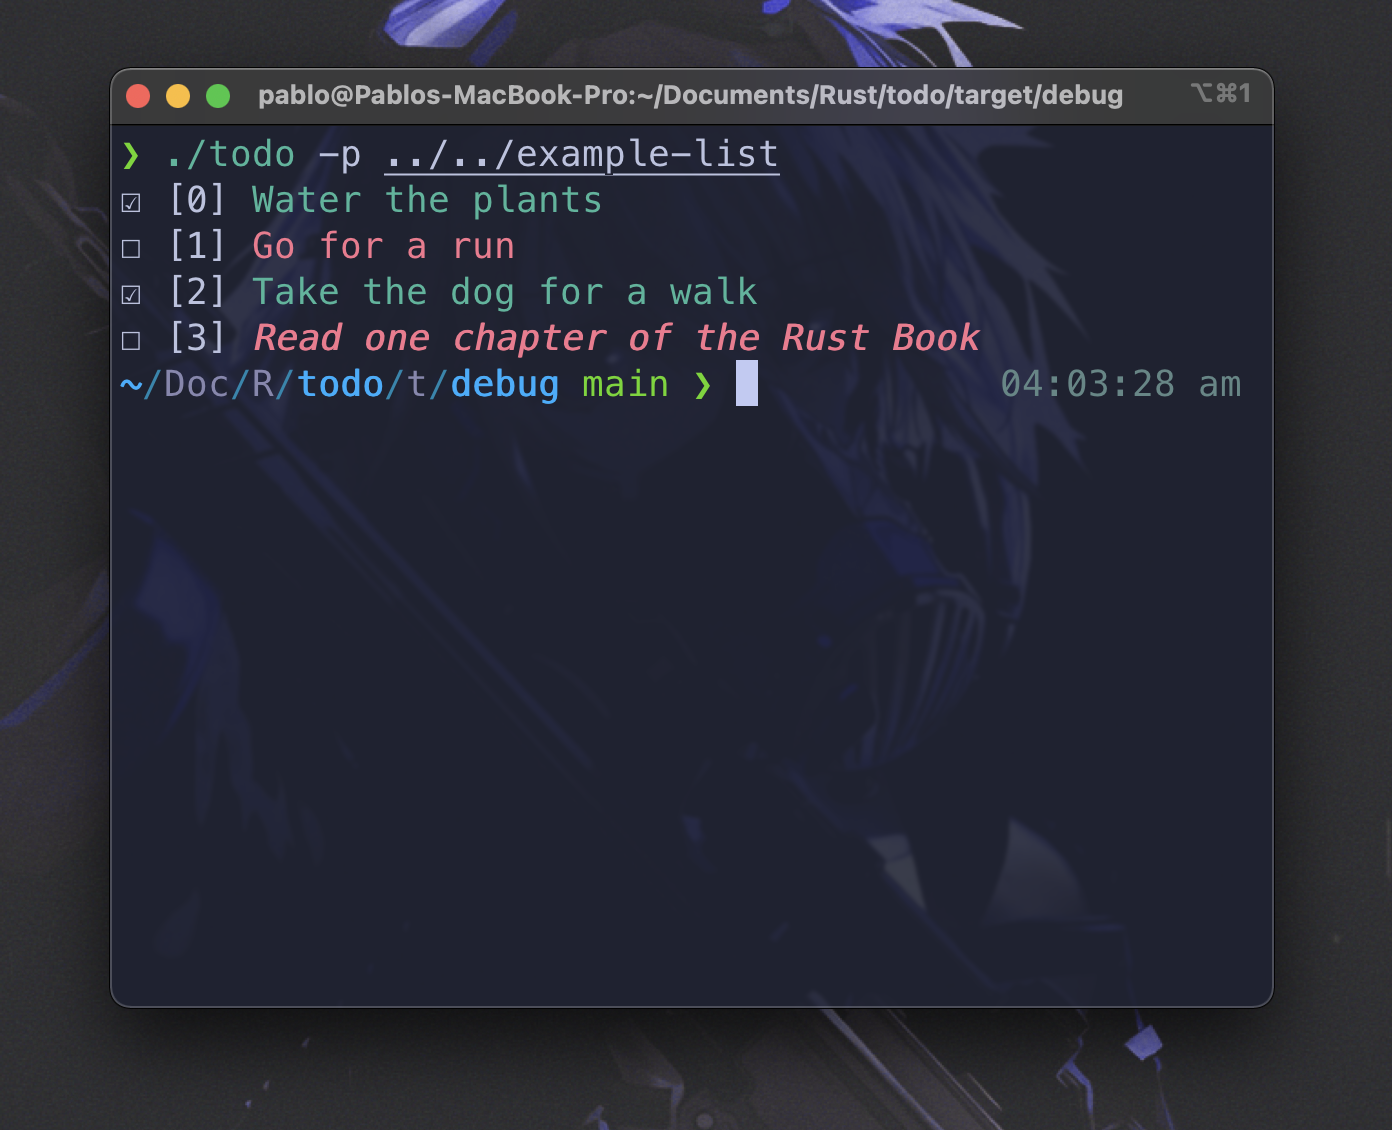 pablo@Pablos-MacBook-Pro:~/Documents/Rust/todo/target/debug ⌥⌘1
❯ ./todo -p ../../example-list
☑ [0] Water the plants
☐ [1] Go for a run
☑ [2] Take the dog for a walk
☐ [3] Read one chapter of the Rust Book
~/Doc/R/todo/t/debug main ❯ 04:03:28 am